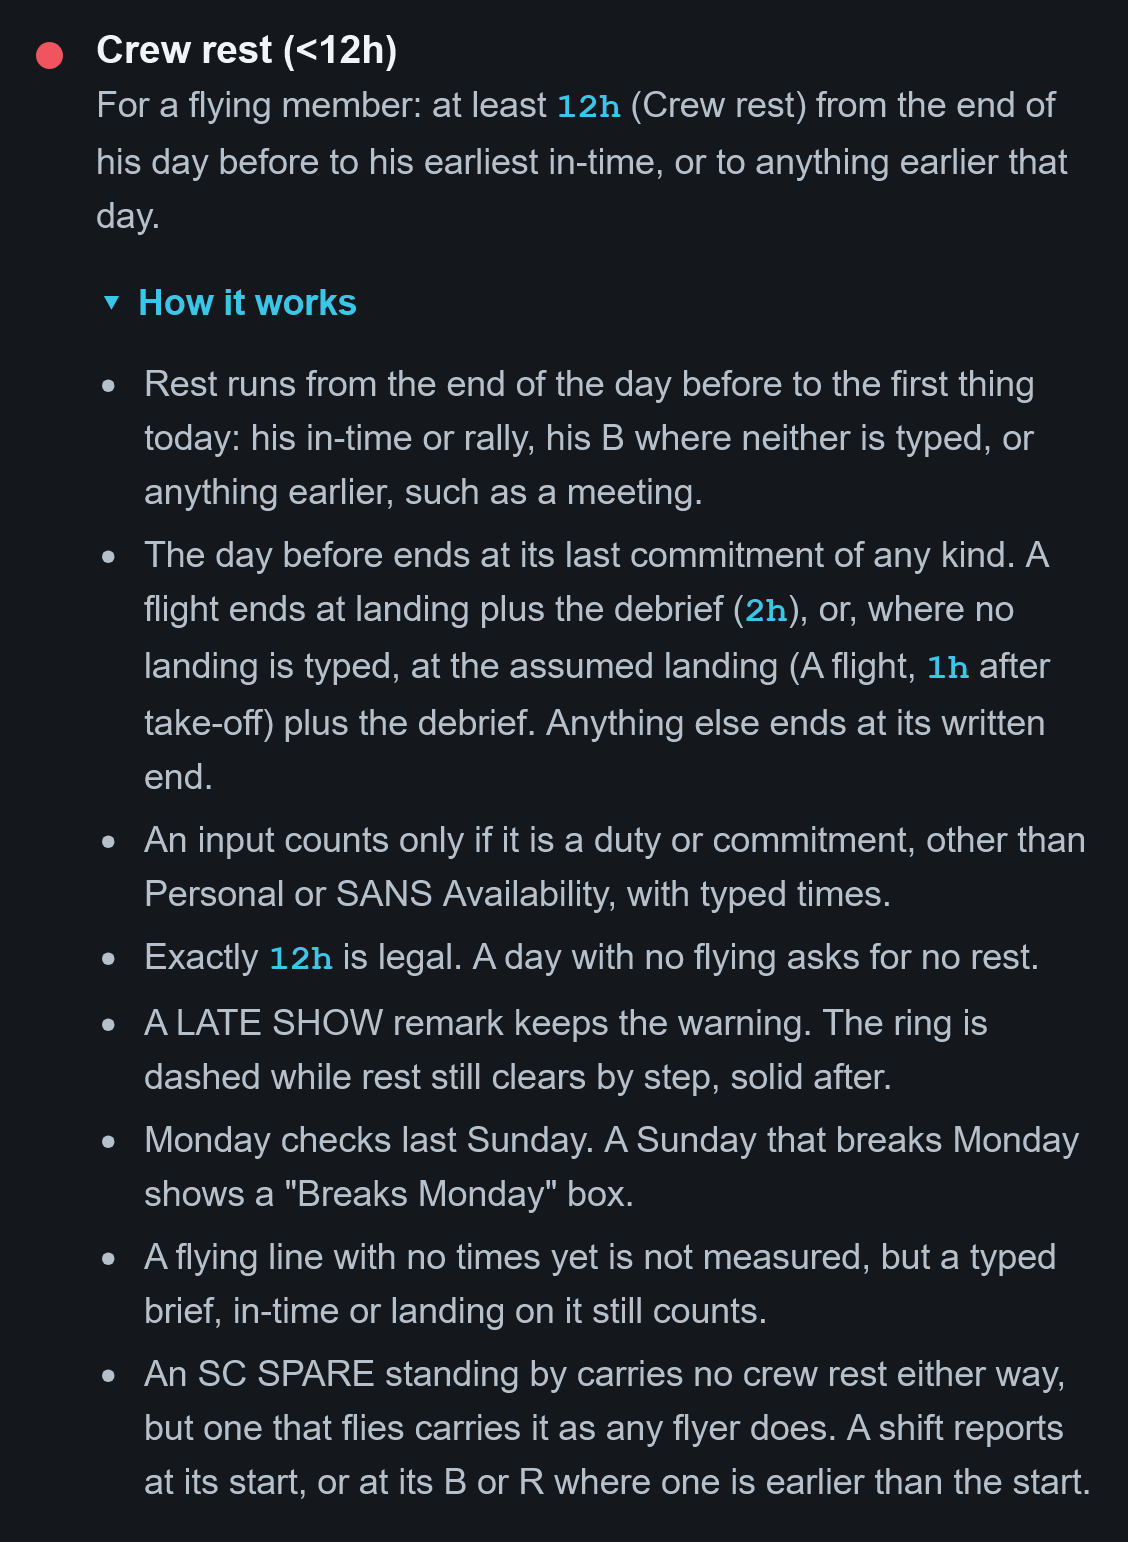 Crew rest (<12h)
For a flying member: at least 12h (Crew rest) from the end of
his day before to his earliest in-time, or to anything earlier that
day.
▼ How it works
• Rest runs from the end of the day before to the first thing
today: his in-time or rally, his B where neither is typed, or
anything earlier, such as a meeting.
• The day before ends at its last commitment of any kind. A
flight ends at landing plus the debrief (2h), or, where no
landing is typed, at the assumed landing (A flight, 1h after
take-off) plus the debrief. Anything else ends at its written
end.
• An input counts only if it is a duty or commitment, other than
Personal or SANS Availability, with typed times.
• Exactly 12h is legal. A day with no flying asks for no rest.
• A LATE SHOW remark keeps the warning. The ring is
dashed while rest still clears by step, solid after.
• Monday checks last Sunday. A Sunday that breaks Monday
shows a "Breaks Monday" box.
• A flying line with no times yet is not measured, but a typed
brief, in-time or landing on it still counts.
• An SC SPARE standing by carries no crew rest either way,
but one that flies carries it as any flyer does. A shift reports
at its start, or at its B or R where one is earlier than the start.